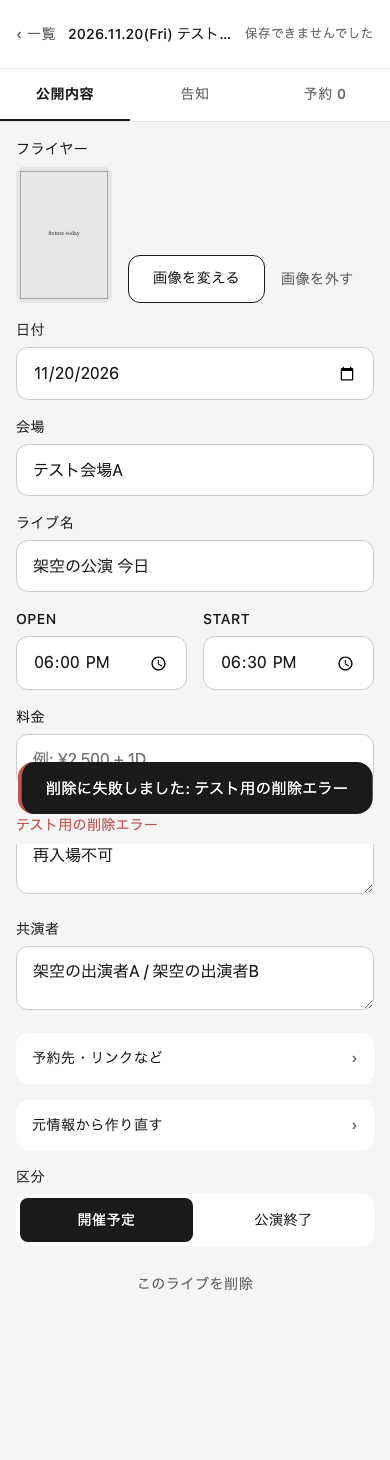 ‹ 一覧 2026.11.20(Fri) テスト... 保存できませんでした
公開内容 告知 予約 0
フライヤー
fixture-today
画像を変える 画像を外す
日付
11/20/2026
会場
テスト会場A
ライブ名
架空の公演 今日
OPEN START
06:00 PM 06:30 PM
料金
例: ¥2,500 + 1D
削除に失敗しました: テスト用の削除エラー
テスト用の削除エラー
再入場不可
共演者
架空の出演者A / 架空の出演者B
予約先・リンクなど ›
元情報から作り直す ›
区分
開催予定 公演終了
このライブを削除